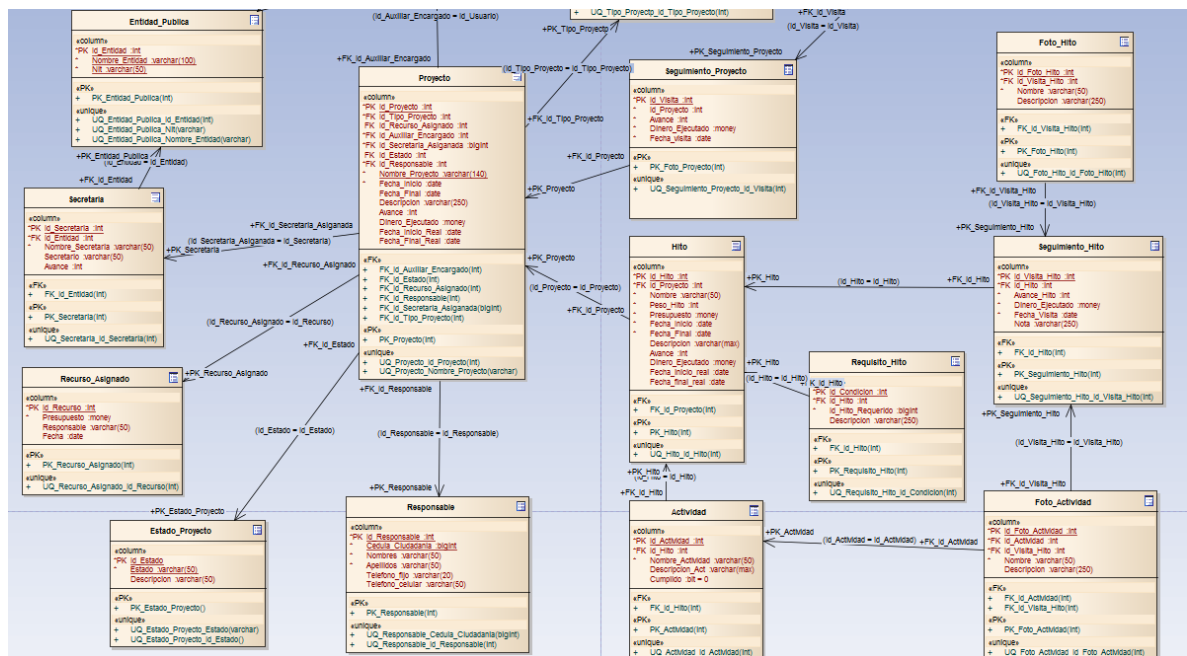 (Id_Auxiliar_Encargado = Id_Usuario)
+ UQ_Tipo_Proyectp_Id_Tipo_Proyecto(int)
+FK_Id_Visita
(Id_Visita = Id_Visita)
+PK_Tipo_Proyecto
+PK_Seguimiento_Proyecto
+FK_Id_Auxiliar_Encargado
(Id_Tipo_Proyecto = Id_Tipo_Proyecto)
+FK_Id_Tipo_Proyecto
Entidad_Publica
«column»
*PK Id_Entidad :int
* Nombre_Entidad :varchar(100)
* Nit :varchar(50)
«PK»
+ PK_Entidad_Publica(int)
«unique»
+ UQ_Entidad_Publica_Id_Entidad(int)
+ UQ_Entidad_Publica_Nit(varchar)
+ UQ_Entidad_Publica_Nombre_Entidad(varchar)
+PK_Entidad_Publica
(Id_Entidad = Id_Entidad)
+FK_Id_Entidad
Secretaria
«column»
*PK Id_Secretaria :int
*FK Id_Entidad :int
* Nombre_Secretaria :varchar(50)
Secretario :varchar(50)
Avance :int
«FK»
+ FK_Id_Entidad(int)
«PK»
+ PK_Secretaria(int)
«unique»
+ UQ_Secretaria_Id_Secretaria(int)
+FK_Id_Secretaria_Asiganada
(Id_Secretaria_Asiganada = Id_Secretaria)
+PK_Secretaria
+FK_Id_Recurso_Asignado
(Id_Recurso_Asignado = Id_Recurso)
+PK_Recurso_Asignado
Proyecto
«column»
*PK Id_Proyecto :int
*FK Id_Tipo_Proyecto :int
FK Id_Recurso_Asignado :int
*FK Id_Auxiliar_Encargado :int
*FK Id_Secretaria_Asiganada :bigint
FK Id_Estado :int
*FK Id_Responsable :int
* Nombre_Proyecto :varchar(140)
* Fecha_Inicio :date
Fecha_Final :date
Descripcion :varchar(250)
Avance :int
Dinero_Ejecutado :money
Fecha_Inicio_Real :date
Fecha_Final_Real :date
«FK»
+ FK_Id_Auxiliar_Encargado(int)
+ FK_Id_Estado(int)
+ FK_Id_Recurso_Asignado(int)
+ FK_Id_Responsable(int)
+ FK_Id_Secretaria_Asiganada(bigint)
+ FK_Id_Tipo_Proyecto(int)
«PK»
+ PK_Proyecto(int)
«unique»
+ UQ_Proyecto_Id_Proyecto(int)
+ UQ_Proyecto_Nombre_Proyecto(varchar)
Seguimiento_Proyecto
«column»
*PK Id_Visita :int
* Id_Proyecto :int
* Avance :int
* Dinero_Ejecutado :money
* Fecha_visita :date
«PK»
+ PK_Foto_Proyecto(int)
«unique»
+ UQ_Seguimiento_Proyecto_Id_Visita(int)
+FK_Id_Proyecto
+PK_Proyecto
+PK_Proyecto
(Id_Proyecto = Id_Proyecto)
+FK_Id_Proyecto
Foto_Hito
«column»
*PK Id_Foto_Hito :int
*FK Id_Visita_Hito :int
* Nombre :varchar(50)
Descripcion :varchar(250)
«FK»
+ FK_Id_Visita_Hito(int)
«PK»
+ PK_Foto_Hito(int)
«unique»
+ UQ_Foto_Hito_Id_Foto_Hito(int)
+FK_Id_Visita_Hito
(Id_Visita_Hito = Id_Visita_Hito)
+PK_Seguimiento_Hito
Hito
«column»
*PK Id_Hito :int
*FK Id_Proyecto :int
* Nombre :varchar(50)
* Peso_Hito :int
* Presupuesto :money
* Fecha_Inicio :date
* Fecha_Final :date
Descripcion :varchar(max)
Avance :int
Dinero_Ejecutado :money
Fecha_Inicio_real :date
Fecha_final_real :date
«FK»
+ FK_Id_Proyecto(int)
«PK»
+ PK_Hito(int)
«unique»
+ UQ_Hito_Id_Hito(int)
+PK_Hito
(Id_Hito = Id_Hito)
+FK_Id_Hito
Seguimiento_Hito
«column»
*PK Id_Visita_Hito :int
*FK Id_Hito :int
* Avance_Hito :int
* Dinero_Ejecutado :money
* Fecha_Visita :date
Nota :varchar(250)
«FK»
+ FK_Id_Hito(int)
«PK»
+ PK_Seguimiento_Hito(int)
«unique»
+ UQ_Seguimiento_Hito_Id_Visita_Hito(int)
+PK_Hito
(Id_Hito = Id_Hito)
+FK_Id_Hito
Requisito_Hito
«column»
*PK Id_Condicion :int
*FK Id_Hito :int
* Id_Hito_Requerido :bigint
Descripcion :varchar(250)
«FK»
+ FK_Id_Hito(int)
«PK»
+ PK_Requisito_Hito(int)
«unique»
+ UQ_Requisito_Hito_Id_Condicion(int)
+PK_Seguimiento_Hito
(Id_Visita_Hito = Id_Visita_Hito)
+FK_Id_Visita_Hito
Recurso_Asignado
«column»
*PK Id_Recurso :int
* Presupuesto :money
Responsable :varchar(50)
Fecha :date
«PK»
+ PK_Recurso_Asignado(int)
«unique»
+ UQ_Recurso_Asignado_Id_Recurso(int)
+FK_Id_Estado
(Id_Estado = Id_Estado)
+PK_Estado_Proyecto
+FK_Id_Responsable
(Id_Responsable = Id_Responsable)
+PK_Responsable
Estado_Proyecto
«column»
*PK Id_Estado
* Estado :varchar(50)
Descripcion :varchar(50)
«PK»
+ PK_Estado_Proyecto()
«unique»
+ UQ_Estado_Proyecto_Estado(varchar)
+ UQ_Estado_Proyecto_Id_Estado()
Responsable
«column»
*PK Id_Responsable :int
* Cedula_Ciudadania :bigint
* Nombres :varchar(50)
* Apellidos :varchar(50)
Telefono_fijo :varchar(20)
Telefono_celular :varchar(50)
«PK»
+ PK_Responsable(int)
«unique»
+ UQ_Responsable_Cedula_Ciudadania(bigint)
+ UQ_Responsable_Id_Responsable(int)
+PK_Hito
(Id_Hito = Id_Hito)
+FK_Id_Hito
Actividad
«column»
*PK Id_Actividad :int
*FK Id_Hito :int
* Nombre_Actividad :varchar(50)
Descripcion_Act :varchar(max)
Cumplido :bit = 0
«FK»
+ FK_Id_Hito(int)
«PK»
+ PK_Actividad(int)
«unique»
+ UQ_Actividad_Id_Actividad(int)
+PK_Actividad
(Id_Actividad = Id_Actividad)
+FK_Id_Actividad
Foto_Actividad
«column»
*PK Id_Foto_Actividad :int
*FK Id_Actividad :int
*FK Id_Visita_Hito :int
* Nombre :varchar(50)
Descripcion :varchar(250)
«FK»
+ FK_Id_Actividad(int)
+ FK_Id_Visita_Hito(int)
«PK»
+ PK_Foto_Actividad(int)
«unique»
+ UQ_Foto_Actividad_Id_Foto_Actividad(int)